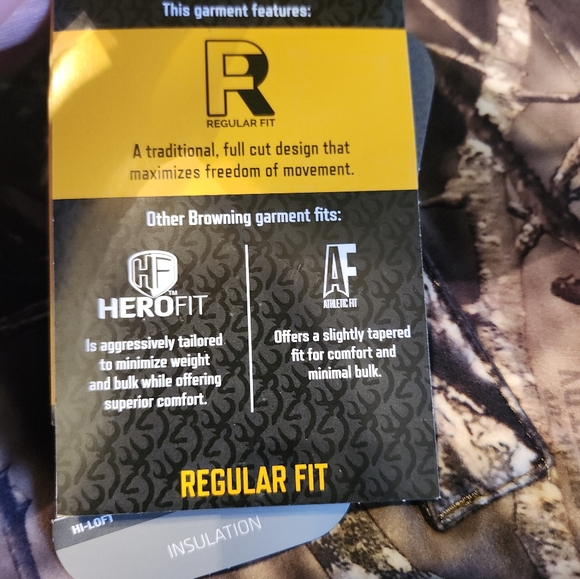 This garment features:
R
REGULAR FIT
A traditional, full cut design that
maximizes freedom of movement.
Other Browning garment fits:
HF
HEROFIT™
Is aggressively tailored
to minimize weight
and bulk while offering
superior comfort.
AF
ATHLETIC FIT
Offers a slightly tapered
fit for comfort and
minimal bulk.
REGULAR FIT
HI-LOFT
INSULATION